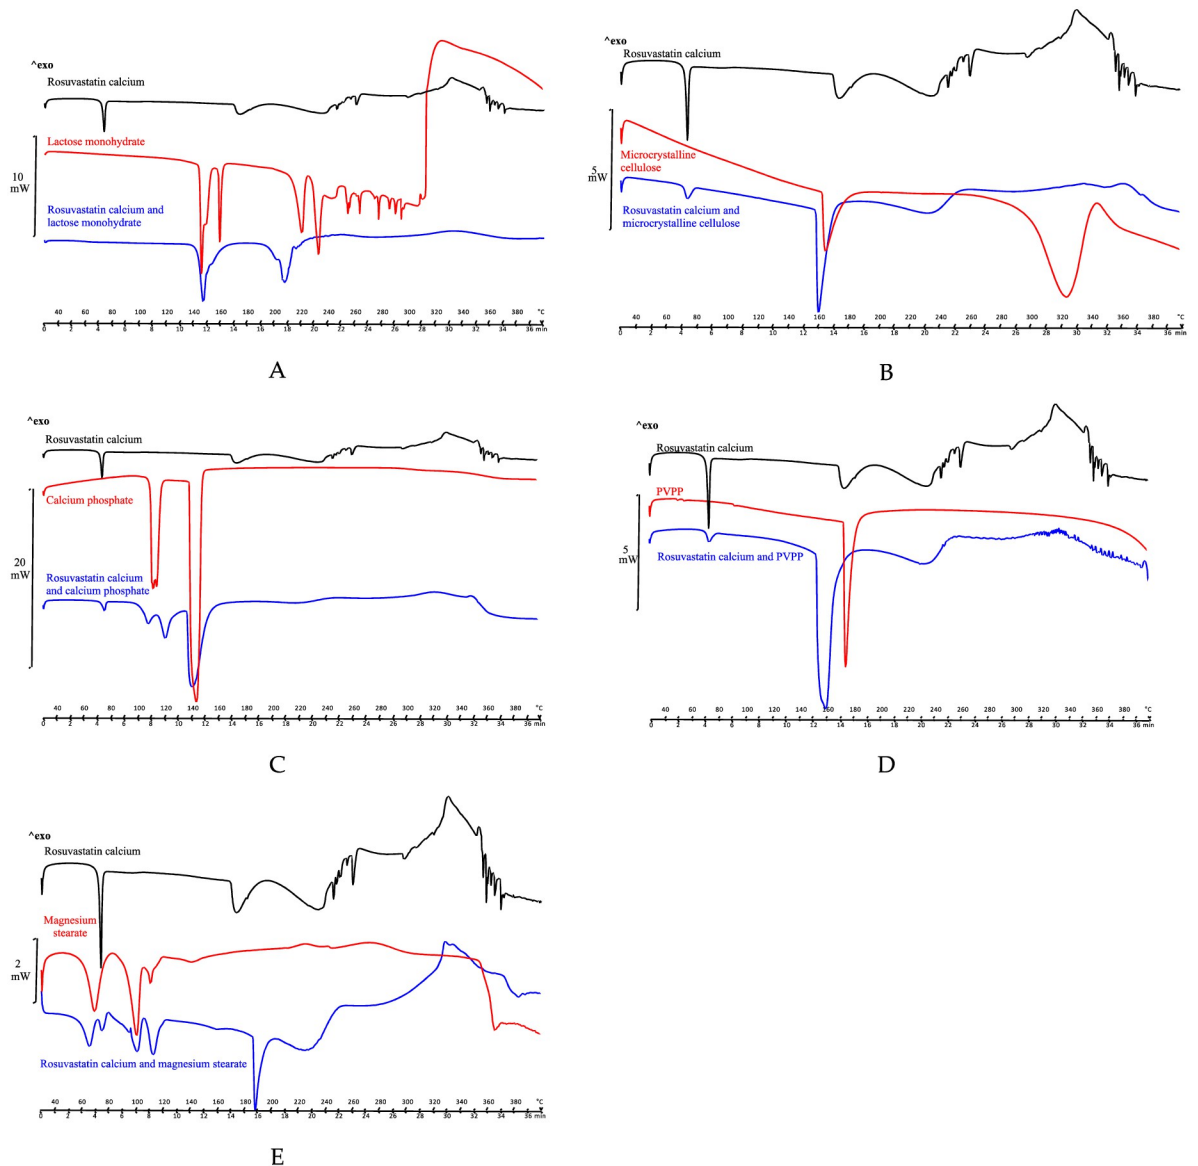 ^exo
Rosuvastatin calcium
Lactose monohydrate
10
mW
Rosuvastatin calcium and
lactose monohydrate
40 60 80 100 120 140 160 180 200 220 240 260 280 300 320 340 360 380 °C
0 2 4 6 8 10 12 14 16 18 20 22 24 26 28 30 32 34 36 min
A
^exo
Rosuvastatin calcium
5
mW
Microcrystalline
cellulose
Rosuvastatin calcium and
microcrystalline cellulose
40 60 80 100 120 140 160 180 200 220 240 260 280 300 320 340 360 380 °C
0 2 4 6 8 10 12 14 16 18 20 22 24 26 28 30 32 34 36 min
B
^exo
Rosuvastatin calcium
Calcium phosphate
20
mW
Rosuvastatin calcium
and calcium phosphate
40 60 80 100 120 140 160 180 200 220 240 260 280 300 320 340 360 380 °C
0 2 4 6 8 10 12 14 16 18 20 22 24 26 28 30 32 34 36 min
C
^exo
Rosuvastatin calcium
PVPP
5
mW
Rosuvastatin calcium and PVPP
40 60 80 100 120 140 160 180 200 220 240 260 280 300 320 340 360 380 °C
0 2 4 6 8 10 12 14 16 18 20 22 24 26 28 30 32 34 36 min
D
^exo
Rosuvastatin calcium
Magnesium
stearate
2
mW
Rosuvastatin calcium and magnesium stearate
40 60 80 100 120 140 160 180 200 220 240 260 280 300 320 340 360 380 °C
0 2 4 6 8 10 12 14 16 18 20 22 24 26 28 30 32 34 36 min
E